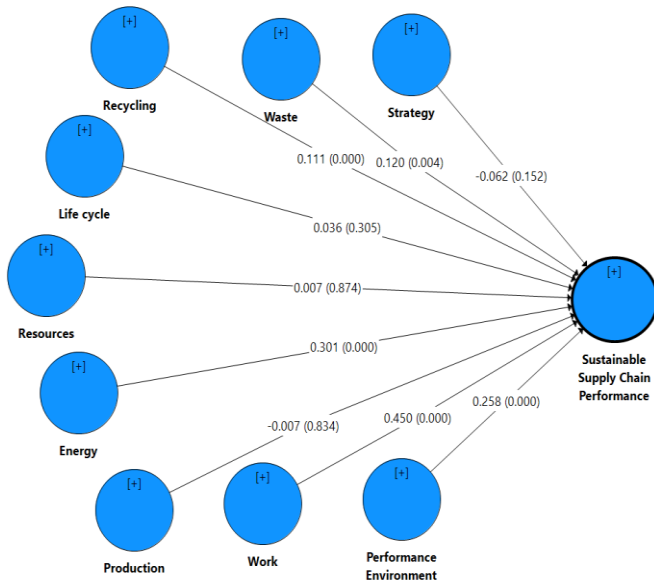 [+]
Recycling
[+]
Waste
[+]
Strategy
0.111 (0.000)
0.120 (0.004)
-0.062 (0.152)
[+]
Life cycle
0.036 (0.305)
[+]
Resources
0.007 (0.874)
[+]
Sustainable
Supply Chain
Performance
[+]
Energy
0.301 (0.000)
-0.007 (0.834)
0.450 (0.000)
0.258 (0.000)
[+]
Production
[+]
Work
[+]
Performance
Environment